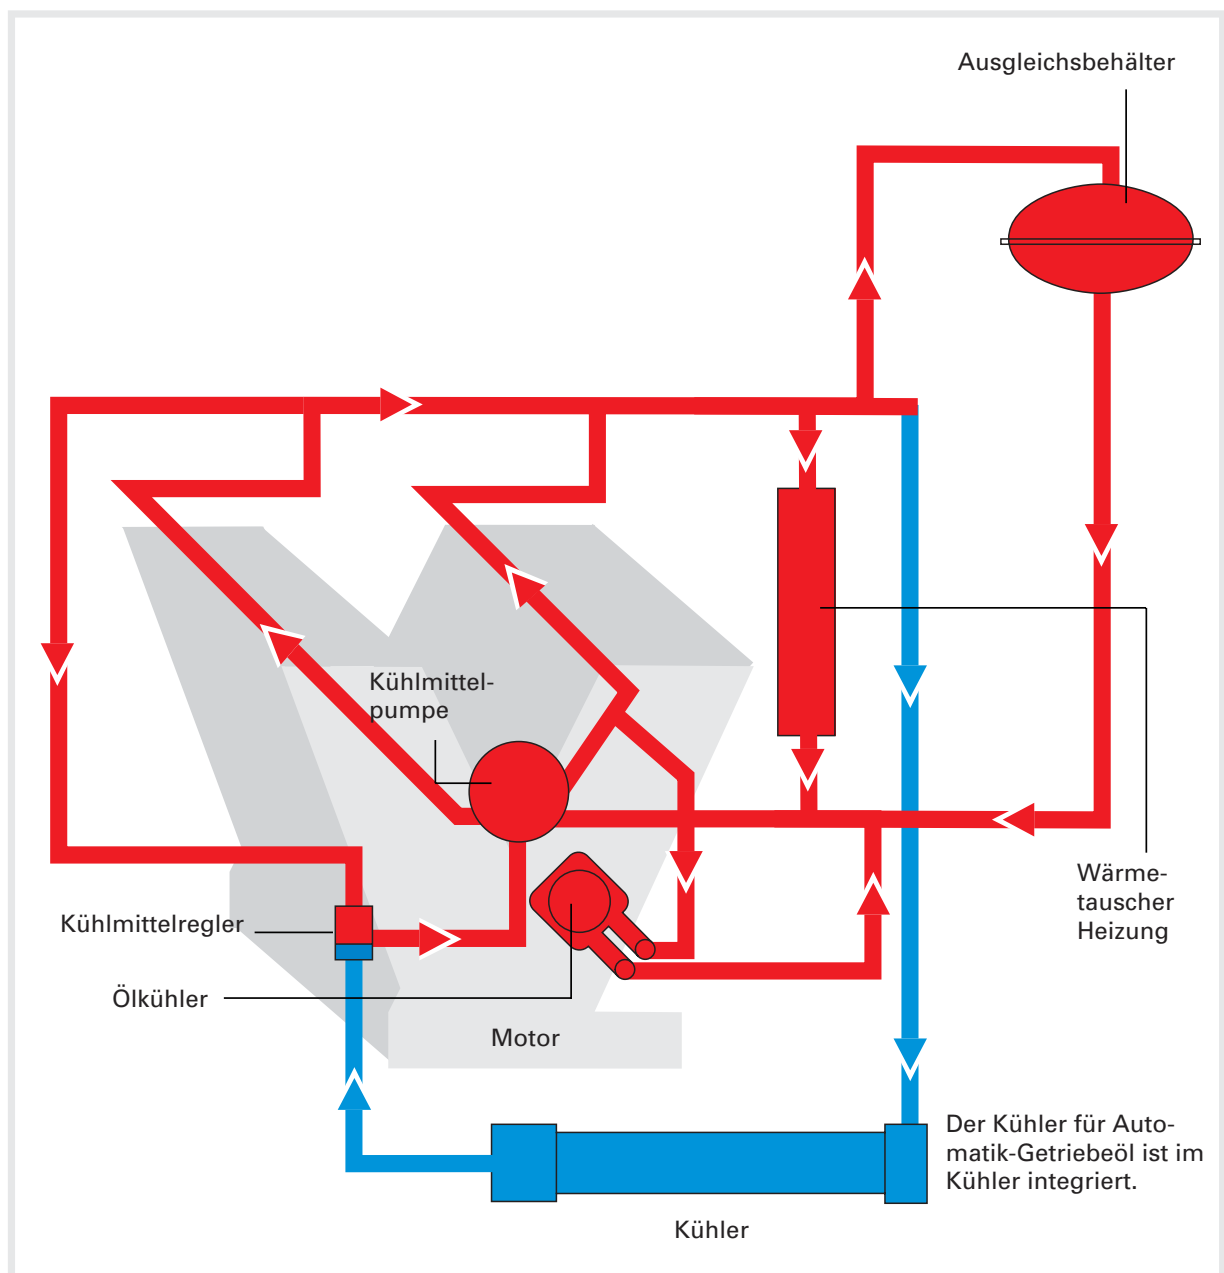 Ausgleichsbehälter
Kühlmittel-
pumpe
Wärme-
tauscher
Heizung
Kühlmittelregler
Ölkühler
Motor
Der Kühler für Auto-
matik-Getriebeöl ist im
Kühler integriert.
Kühler